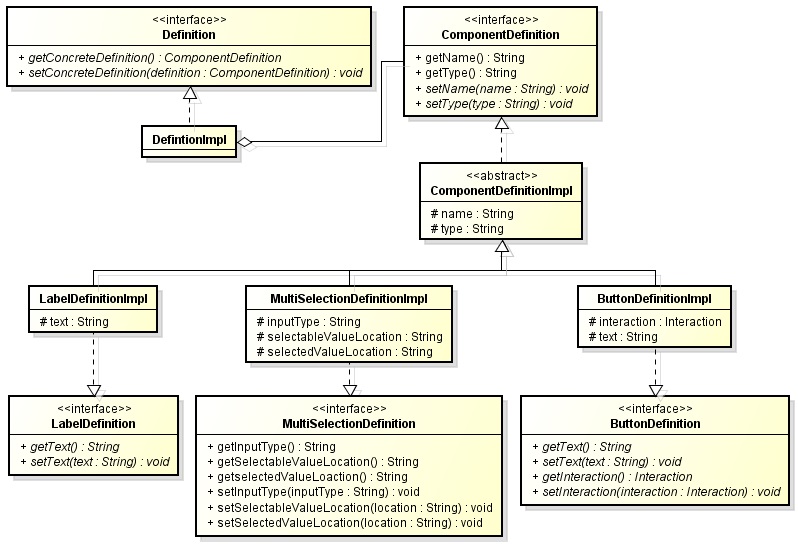 <<interface>>
Definition
+ getConcreteDefinition() : ComponentDefinition
+ setConcreteDefinition(definition : ComponentDefinition) : void
<<interface>>
ComponentDefinition
+ getName() : String
+ getType() : String
+ setName(name : String) : void
+ setType(type : String) : void
DefintionImpl
<<abstract>>
ComponentDefinitionImpl
# name : String
# type : String
LabelDefinitionImpl
# text : String
MultiSelectionDefinitionImpl
# inputType : String
# selectableValueLocation : String
# selectedValueLocation : String
ButtonDefinitionImpl
# interaction : Interaction
# text : String
<<interface>>
LabelDefinition
+ getText() : String
+ setText(text : String) : void
<<interface>>
MultiSelectionDefinition
+ getInputType() : String
+ getSelectableValueLocation() : String
+ getselectedValueLoaction() : String
+ setInputType(inputType : String) : void
+ setSelectableValueLocation(location : String) : void
+ setSelectedValueLocation(location : String) : void
<<interface>>
ButtonDefinition
+ getText() : String
+ setText(text : String) : void
+ getInteraction() : Interaction
+ setInteraction(interaction : Interaction) : void